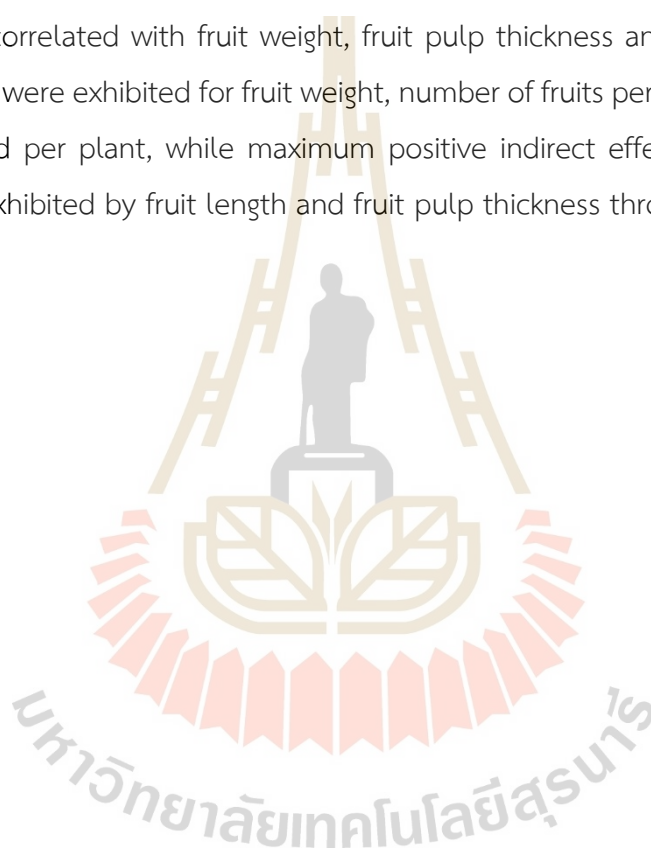 correlated with fruit weight, fruit pulp thickness an
were exhibited for fruit weight, number of fruits per
d per plant, while maximum positive indirect effe
xhibited by fruit length and fruit pulp thickness thro
มหาวิทยาลัยเทคโนโลยีสุรนารี